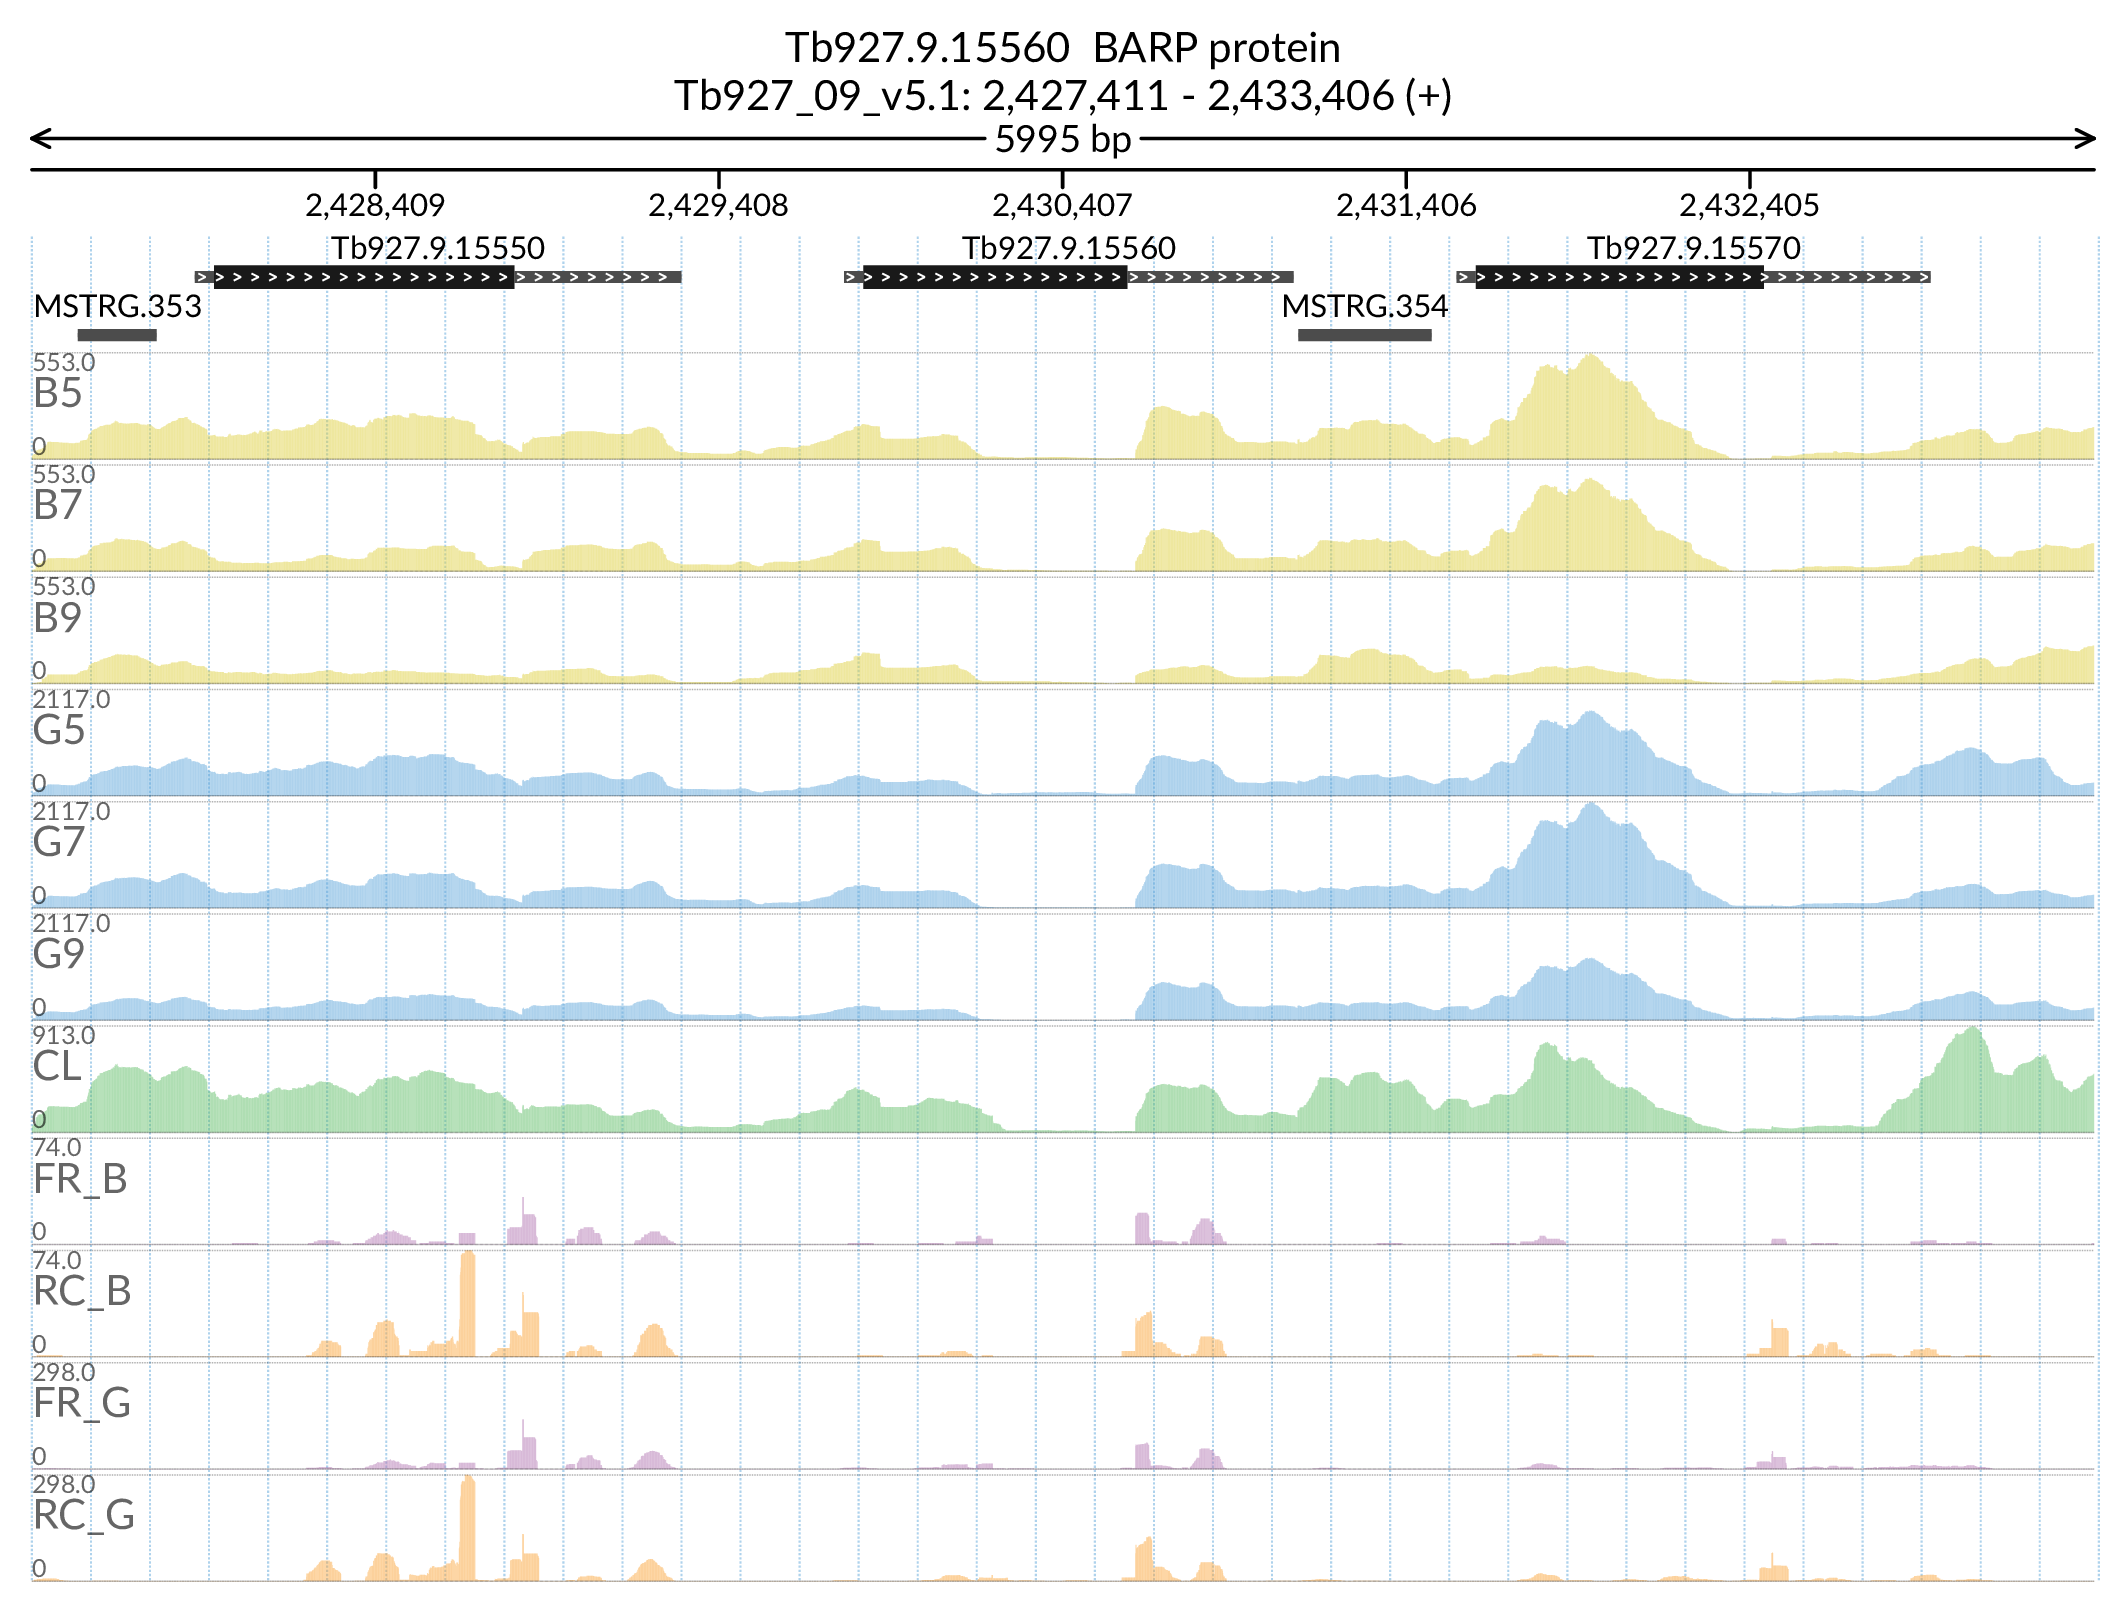 Tb927.9.15560  BARP protein
Tb927_09_v5.1: 2,427,411 - 2,433,406 (+)
5995 bp
2,428,409 2,429,408 2,430,407 2,431,406 2,432,405
Tb927.9.15550 Tb927.9.15560 Tb927.9.15570
MSTRG.353 MSTRG.354
553.0
B5
0
553.0
B7
0
553.0
B9
0
2117.0
G5
0
2117.0
G7
0
2117.0
G9
0
913.0
CL
0
74.0
FR_B
0
74.0
RC_B
0
298.0
FR_G
0
298.0
RC_G
0